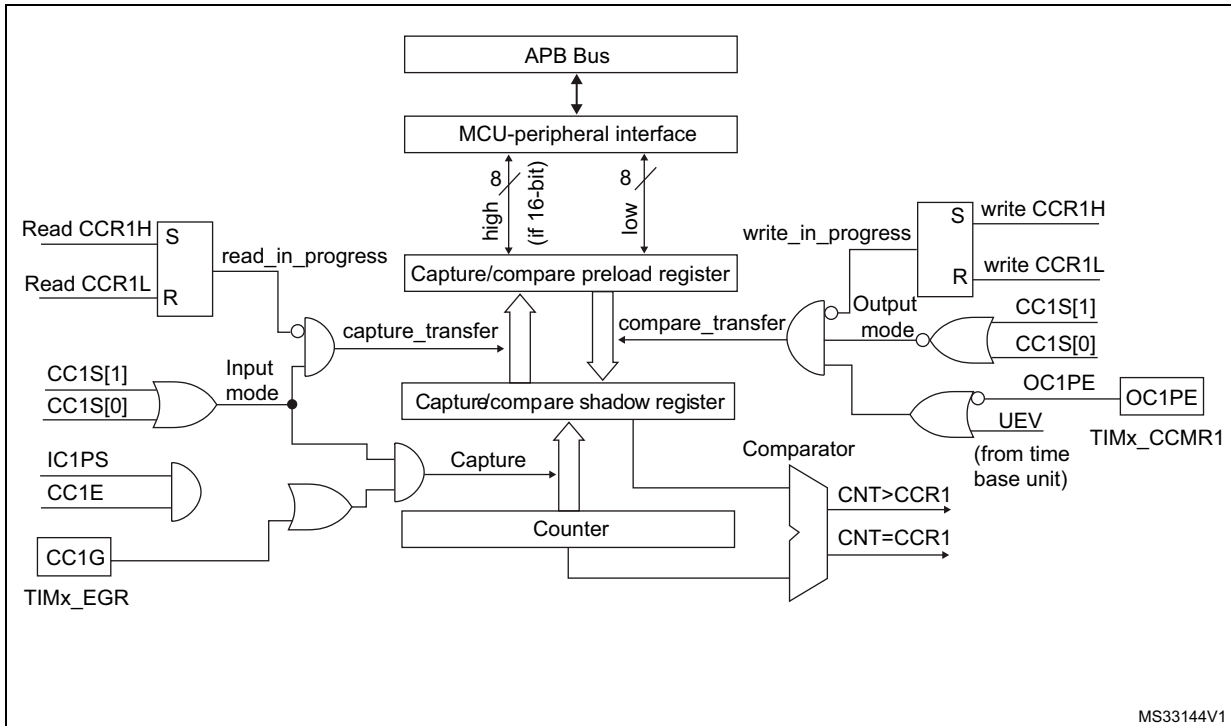 APB Bus
MCU-peripheral interface
8
high
(if 16-bit)
8
low
Read CCR1H
S
read_in_progress
Read CCR1L
R
write_in_progress
S
write CCR1H
R
write CCR1L
Capture/compare preload register
capture_transfer
compare_transfer
Output
mode
CC1S[1]
CC1S[0]
CC1S[1]
CC1S[0]
Input
mode
Capture/compare shadow register
OC1PE
OC1PE
UEV
TIMx_CCMR1
(from time
base unit)
IC1PS
CC1E
Capture
Comparator
CNT>CCR1
CNT=CCR1
Counter
CC1G
TIMx_EGR
MS33144V1